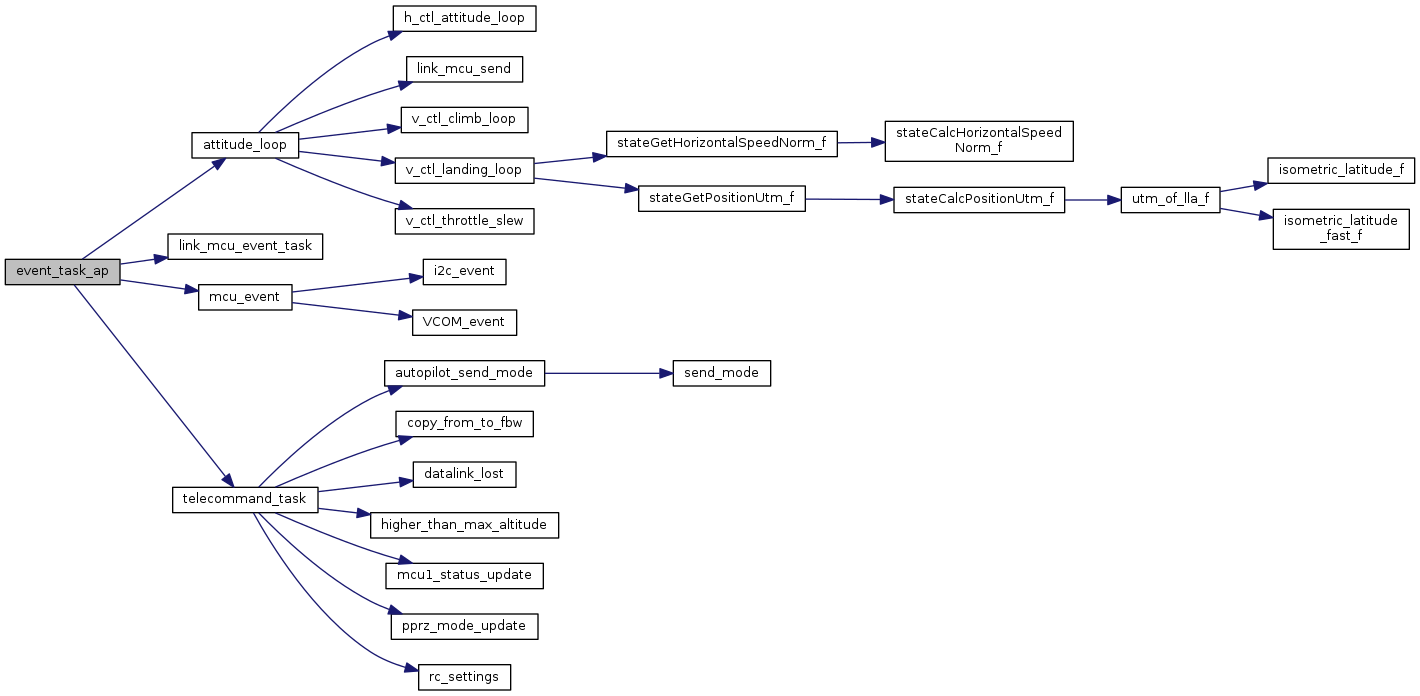 h_ctl_attitude_loop
link_mcu_send
v_ctl_climb_loop
attitude_loop
stateGetHorizontalSpeedNorm_f
stateCalcHorizontalSpeed
Norm_f
v_ctl_landing_loop
isometric_latitude_f
stateGetPositionUtm_f
stateCalcPositionUtm_f
utm_of_lla_f
v_ctl_throttle_slew
isometric_latitude
_fast_f
link_mcu_event_task
event_task_ap
i2c_event
mcu_event
VCOM_event
autopilot_send_mode
send_mode
copy_from_to_fbw
datalink_lost
telecommand_task
higher_than_max_altitude
mcu1_status_update
pprz_mode_update
rc_settings